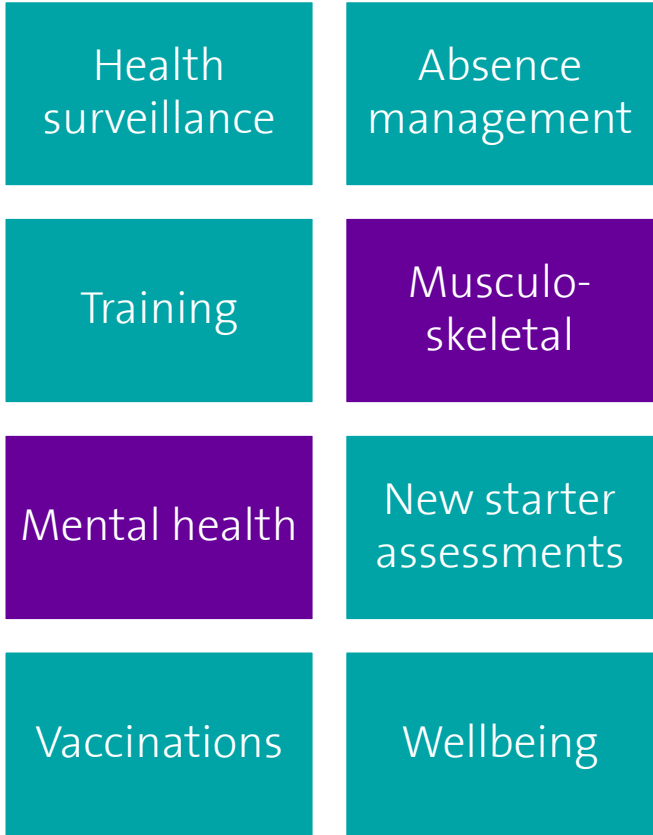 Health
surveillance
Absence
management
Training
Musculo-
skeletal
Mental health
New starter
assessments
Vaccinations
Wellbeing